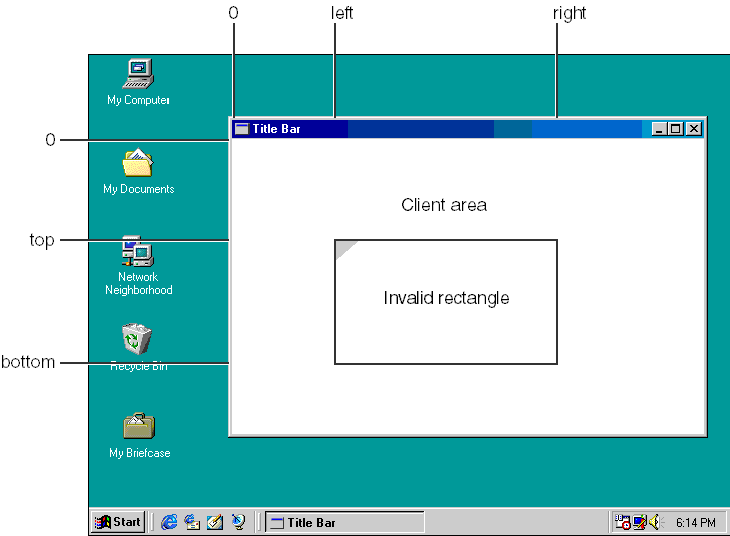 0 left right
My Computer
Title Bar
0
Client area
My Documents
top
Network
Neighborhood
Invalid rectangle
bottom
Recycle Bin
My Briefcase
Start
Title Bar
6:14 PM